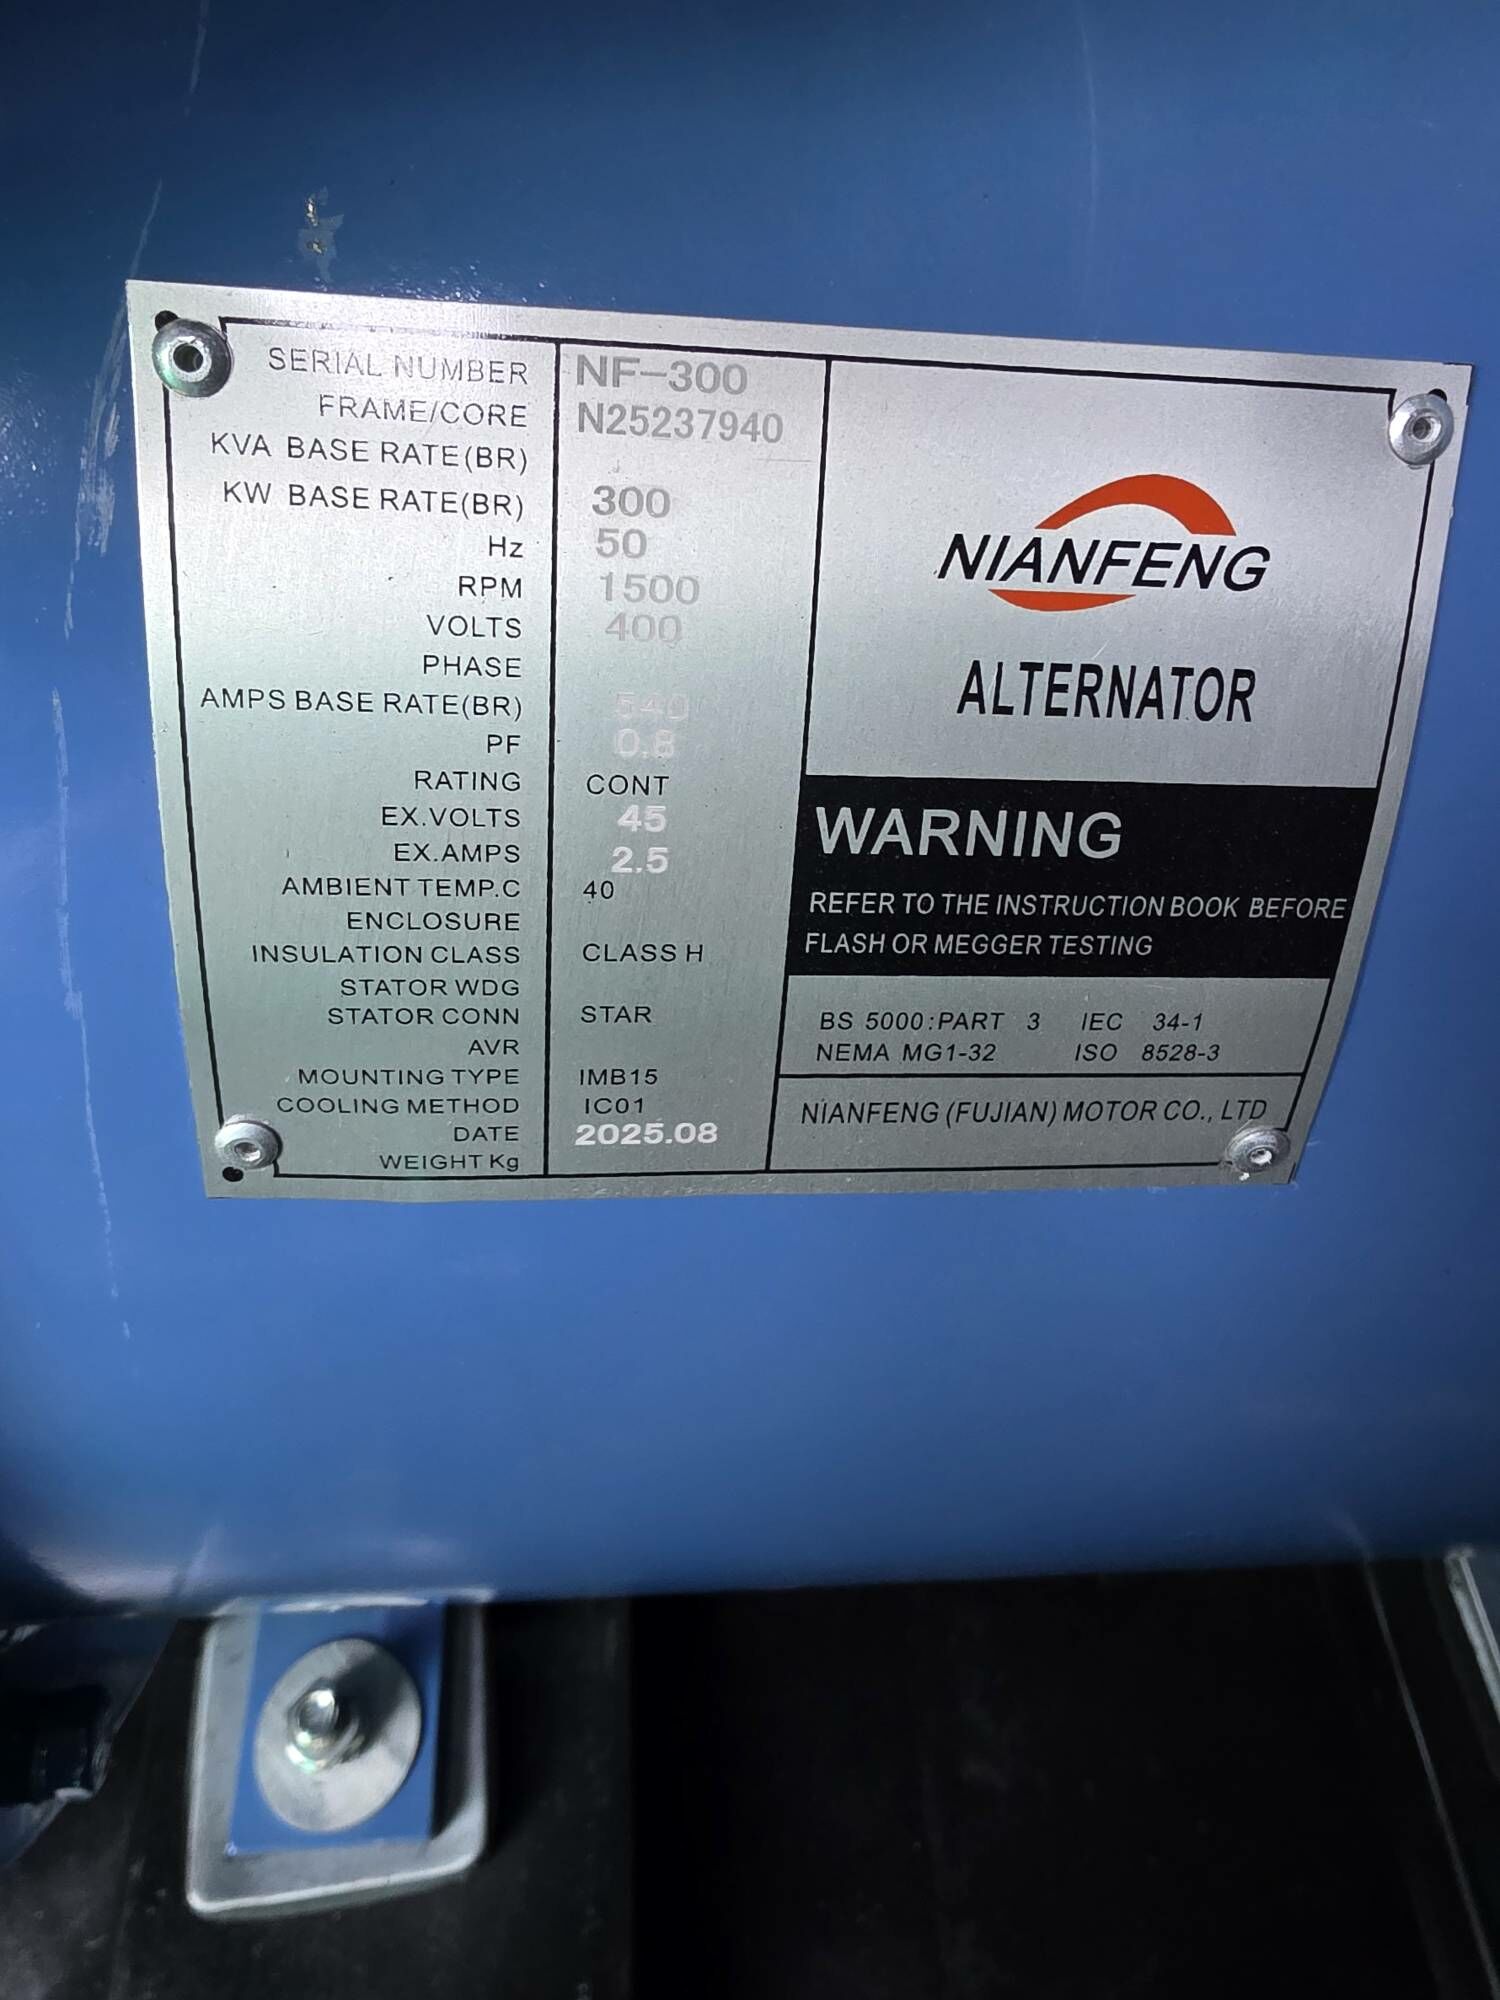 SERIAL NUMBER NF-300
FRAME/CORE N25237940
KVA BASE RATE(BR)
KW BASE RATE(BR) 300
Hz 50
RPM 1500
VOLTS 400
PHASE
AMPS BASE RATE(BR) 540
PF 0.8
RATING CONT
EX.VOLTS 45
EX.AMPS 2.5
AMBIENT TEMP.C 40
ENCLOSURE
INSULATION CLASS CLASS H
STATOR WDG
STATOR CONN STAR
AVR
MOUNTING TYPE IMB15
COOLING METHOD IC01
DATE 2025.08
WEIGHT Kg
NIANFENG
ALTERNATOR
WARNING
REFER TO THE INSTRUCTION BOOK BEFORE
FLASH OR MEGGER TESTING
BS 5000:PART 3 IEC 34-1
NEMA MG1-32 ISO 8528-3
NIANFENG (FUJIAN) MOTOR CO., LTD